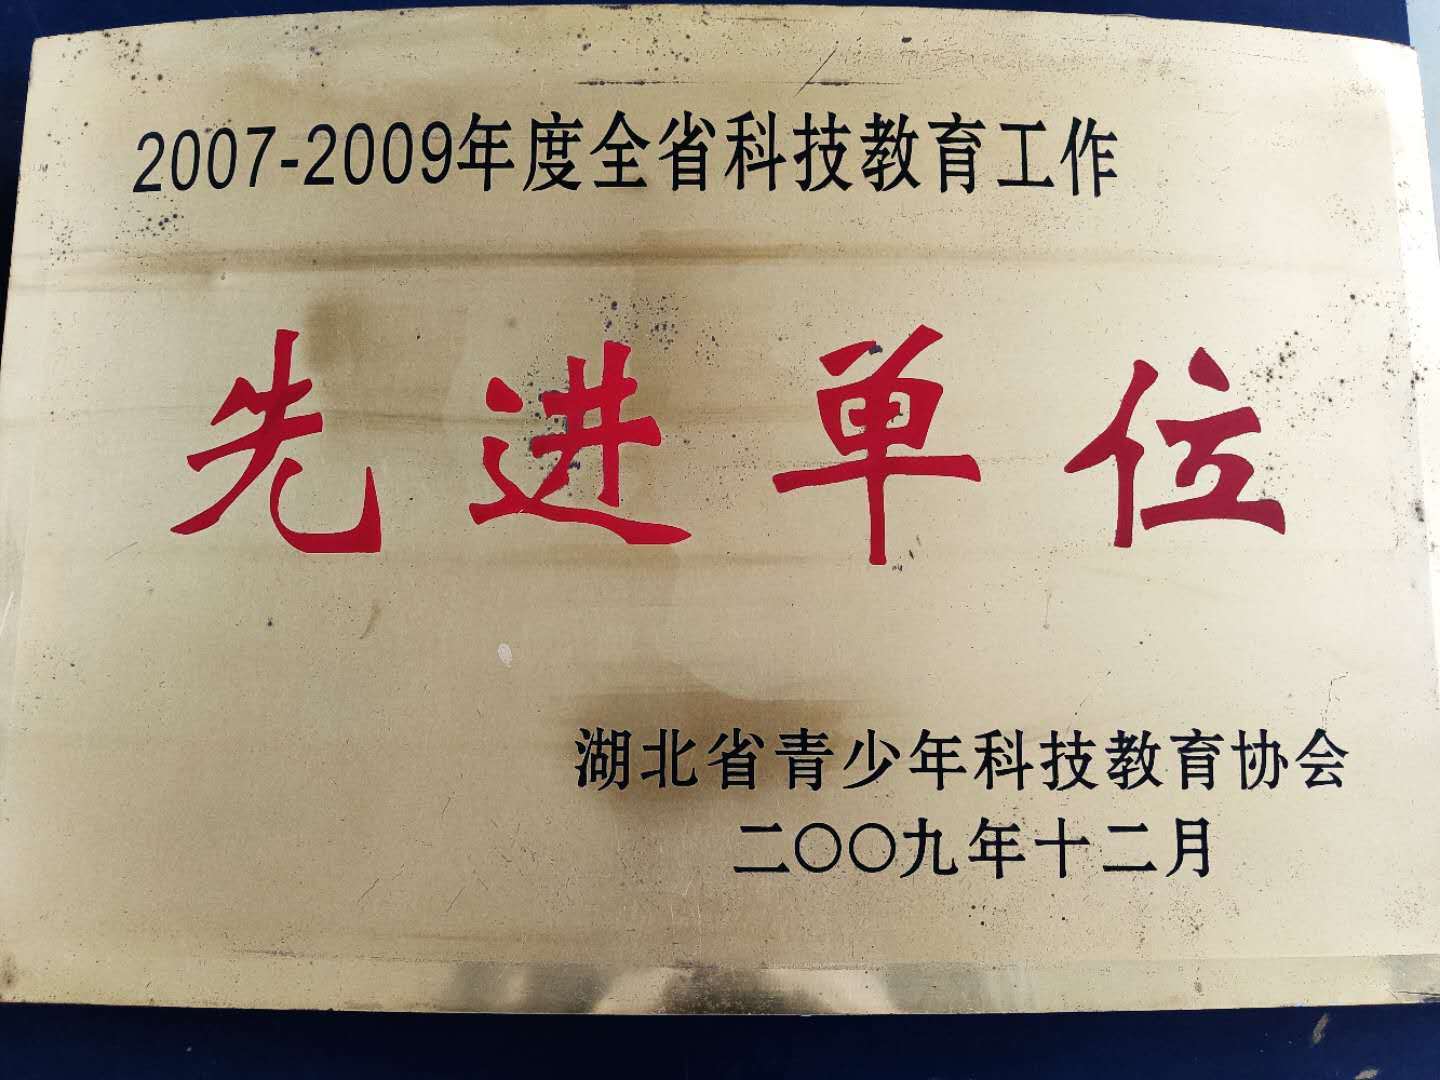 2007-2009年度全省科技教育工作
先进单位
湖北省青少年科技教育协会
二〇〇九年十二月